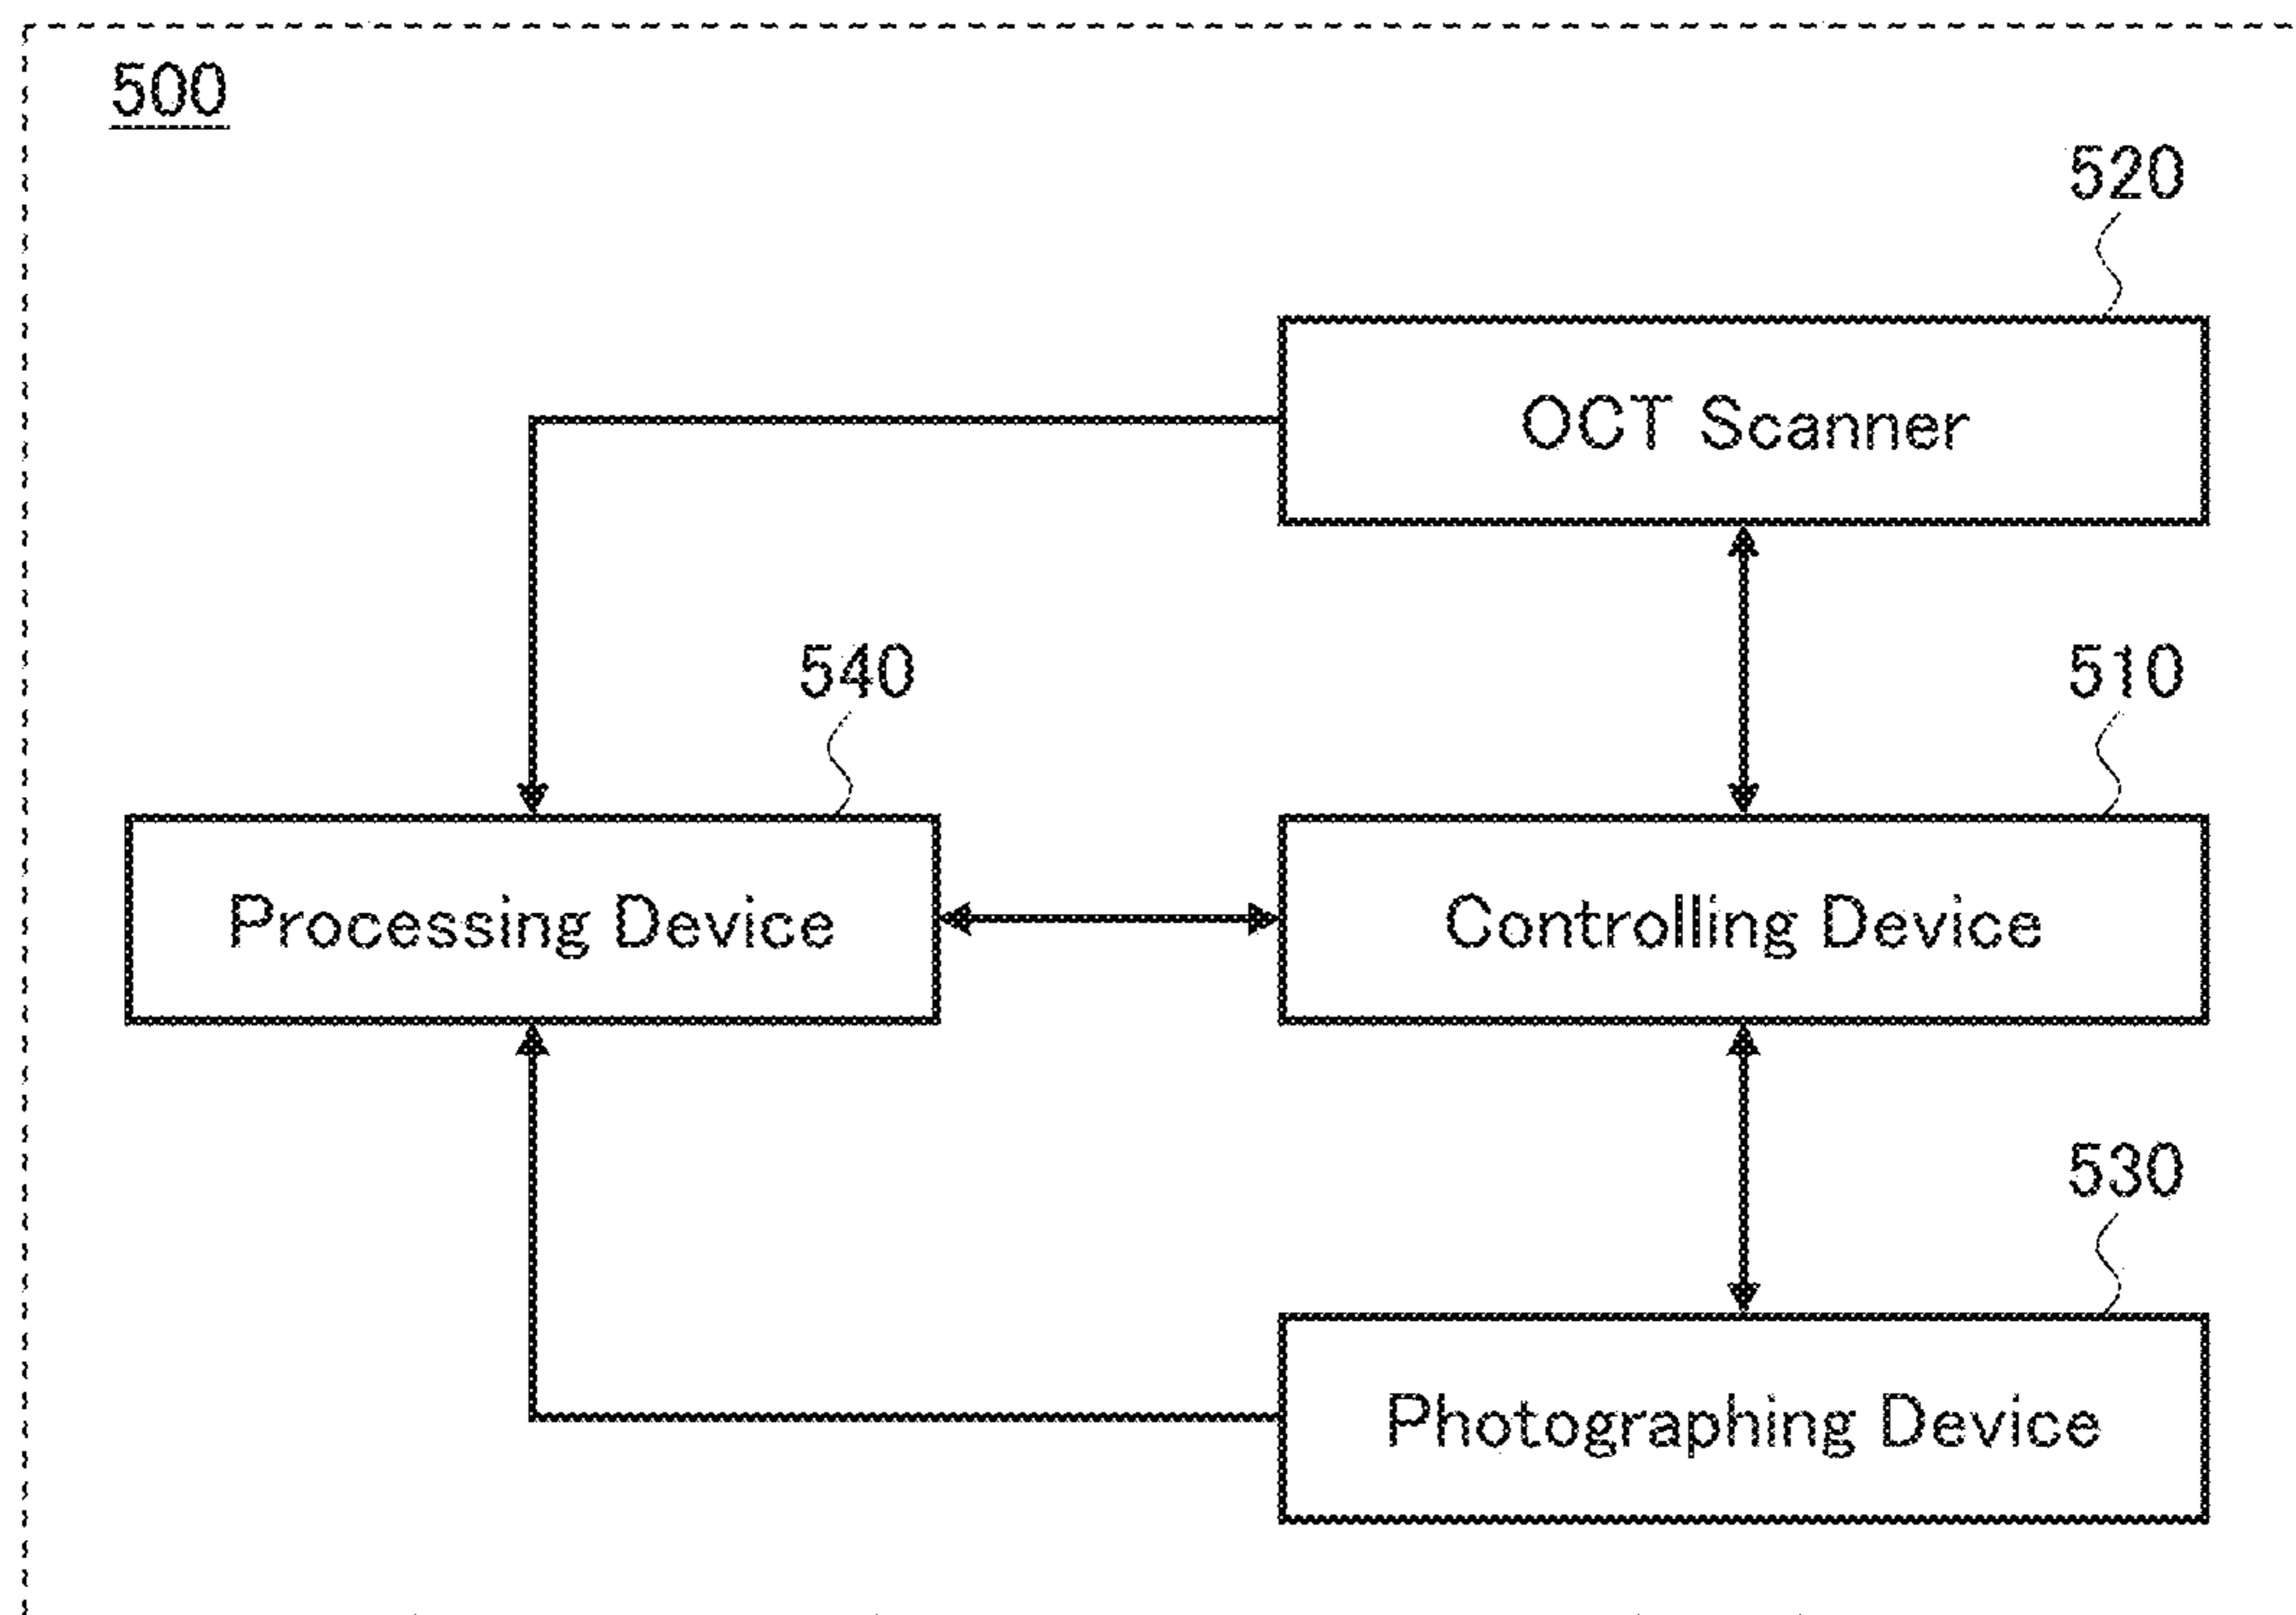 500
520
OCT Scanner
540
510
Processing Device
Controlling Device
530
Photographing Device